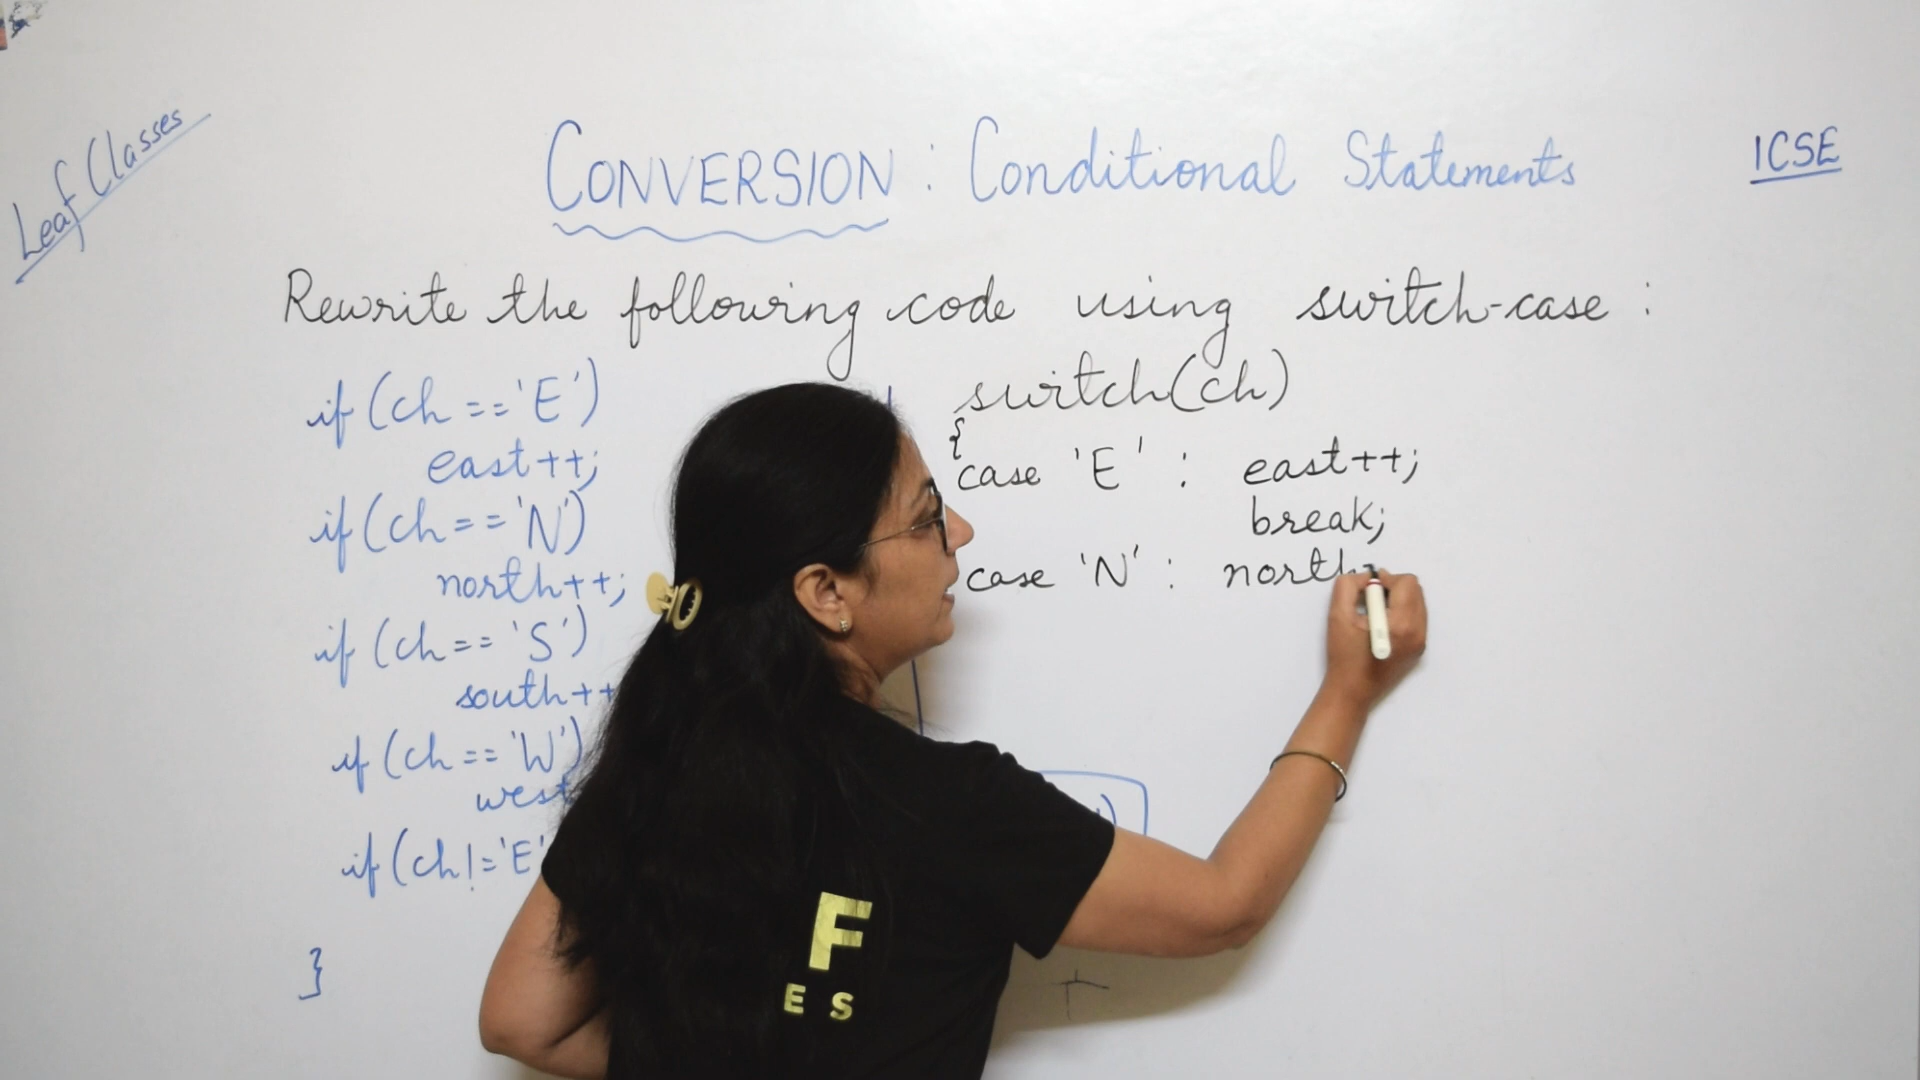 Leaf Classes
CONVERSION : Conditional Statements
ICSE
Rewrite the following code using switch-case :
if (ch == 'E')
east++;
if (ch == 'N')
north++;
if (ch == 'S')
south++
if (ch == 'W')
west
if (ch != 'E'
}
switch(ch)
{
case 'E' : east++;
break;
case 'N' : north
F
ES